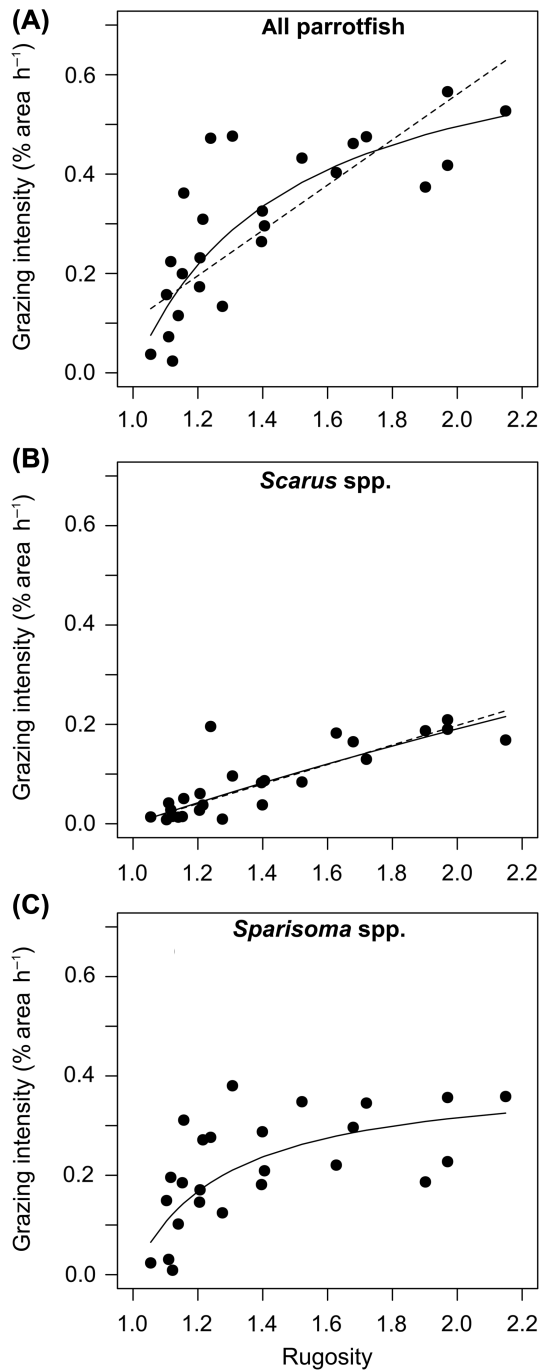 (A)
All parrotfish
Grazing intensity (% area h⁻¹)
0.6
0.4
0.2
0.0
1.0 1.2 1.4 1.6 1.8 2.0 2.2
(B)
Scarus spp.
Grazing intensity (% area h⁻¹)
0.6
0.4
0.2
0.0
1.0 1.2 1.4 1.6 1.8 2.0 2.2
(C)
Sparisoma spp.
Grazing intensity (% area h⁻¹)
0.6
0.4
0.2
0.0
1.0 1.2 1.4 1.6 1.8 2.0 2.2
Rugosity